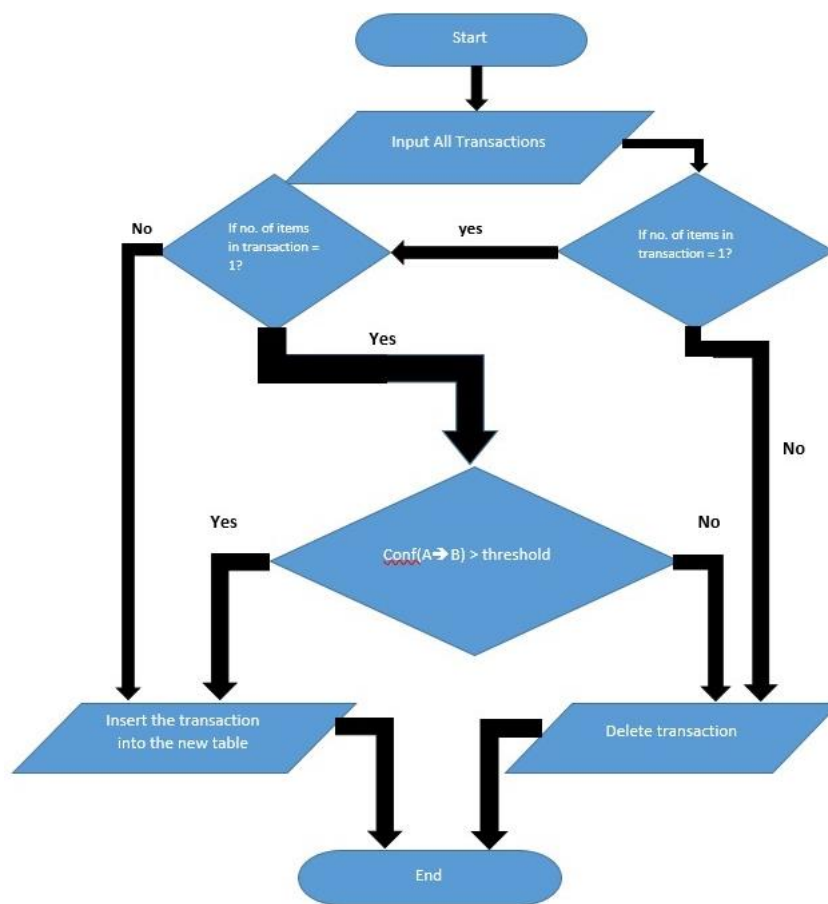 Start
Input All Transactions
No
If no. of items
in transaction =
1?
yes
If no. of items in
transaction = 1?
Yes
No
Yes
No
Conf(A➔B) > threshold
Insert the transaction
into the new table
Delete transaction
End